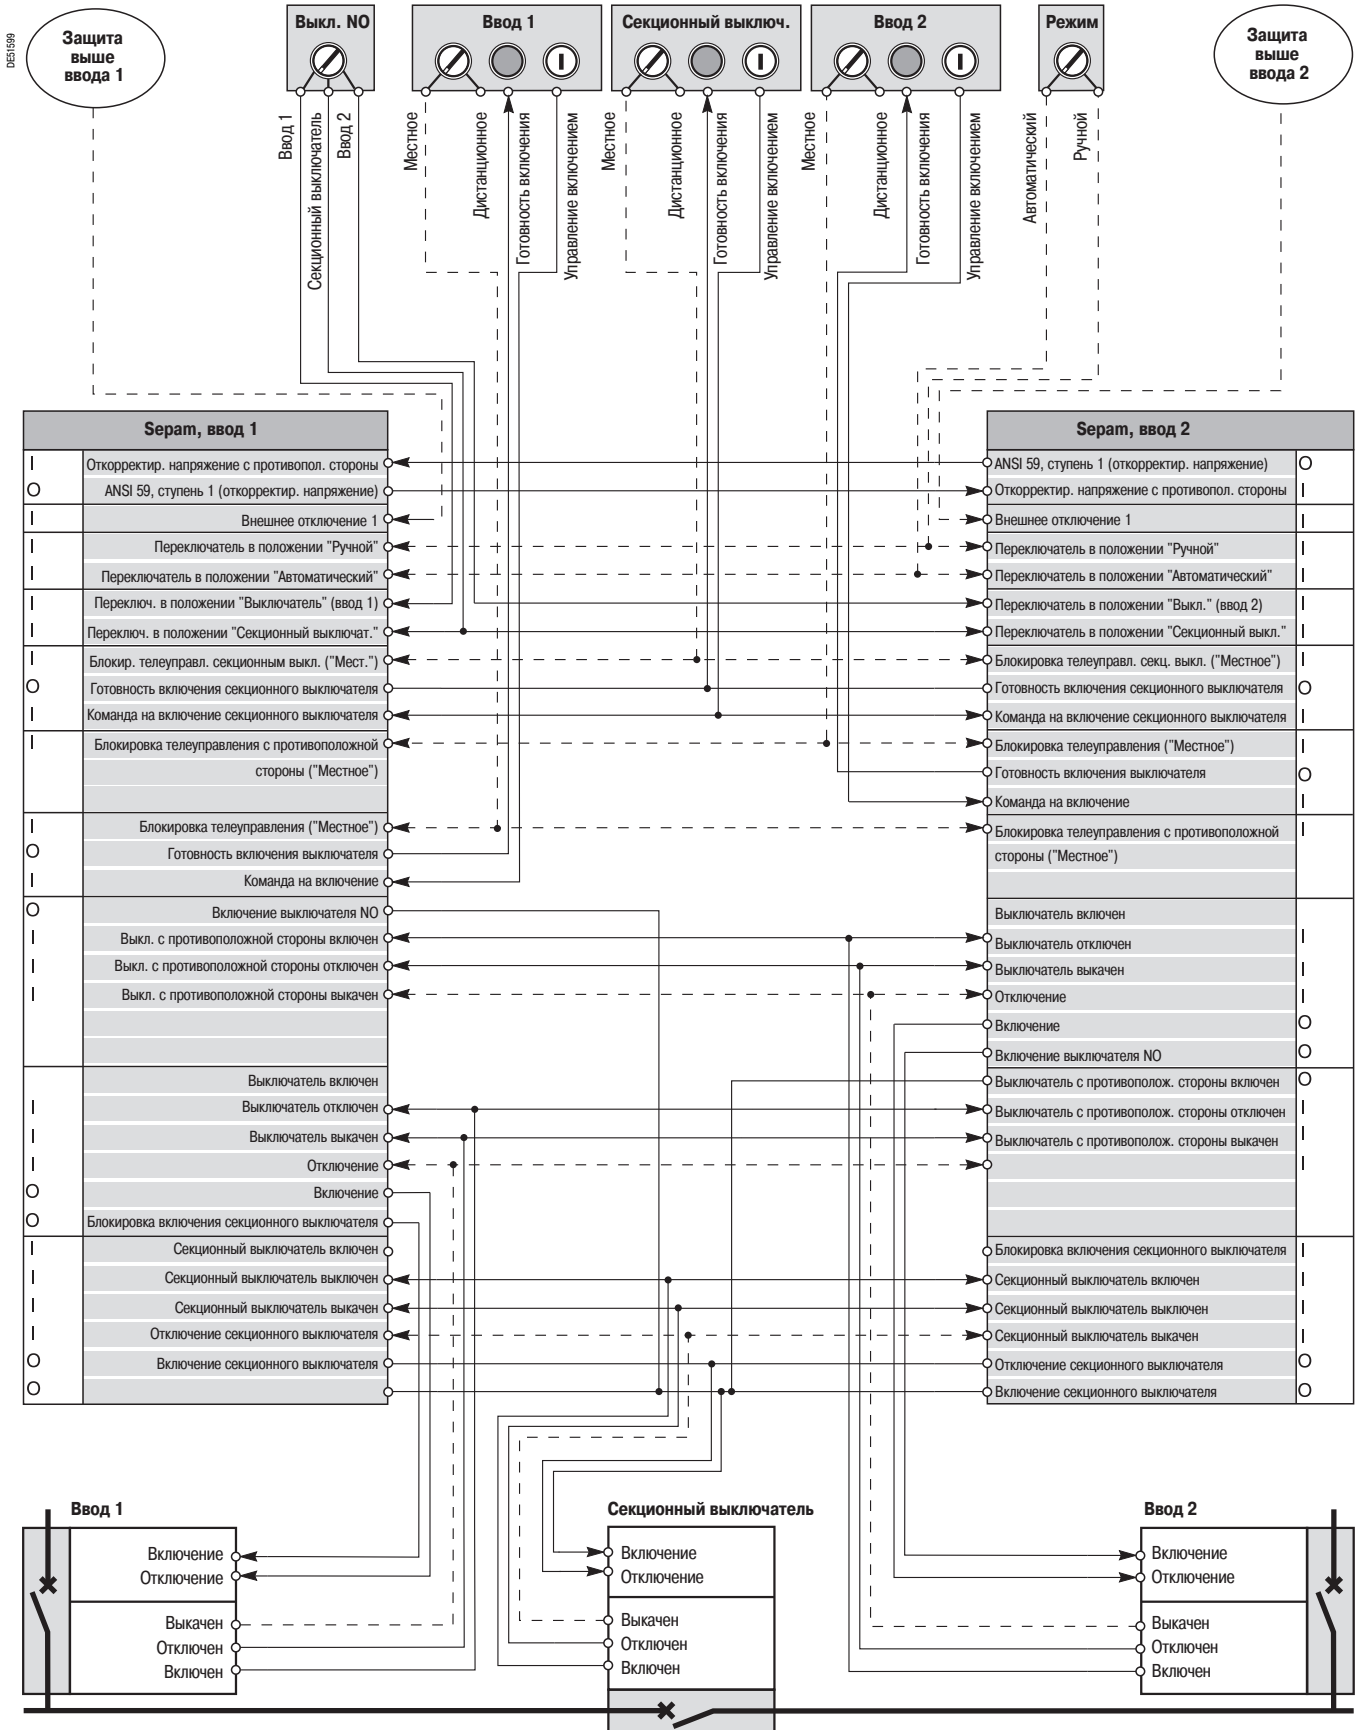 DE51599
Защита
выше
ввода 1
Выкл. NO
Ввод 1
Секционный выключ.
Ввод 2
Режим
Защита
выше
ввода 2
Ввод 1
Секционный выключатель
Ввод 2
Местное
Дистанционное
Готовность включения
Управление включением
Местное
Дистанционное
Готовность включения
Управление включением
Местное
Дистанционное
Готовность включения
Управление включением
Автоматический
Ручной
Sepam, ввод 1
I Откорректир. напряжение с противопол. стороны
O ANSI 59, ступень 1 (откорректир. напряжение)
I Внешнее отключение 1
I Переключатель в положении "Ручной"
I Переключатель в положении "Автоматический"
I Переключ. в положении "Выключатель" (ввод 1)
I Переключ. в положении "Секционный выключат."
I Блокир. телеуправл. секционным выкл. ("Мест.")
O Готовность включения секционного выключателя
I Команда на включение секционного выключателя
I Блокировка телеуправления с противоположной
стороны ("Местное")
I Блокировка телеуправления ("Местное")
O Готовность включения выключателя
I Команда на включение
O Включение выключателя NO
I Выкл. с противоположной стороны включен
I Выкл. с противоположной стороны отключен
I Выкл. с противоположной стороны выкачен
Выключатель включен
I Выключатель отключен
I Выключатель выкачен
I Отключение
O Включение
O Блокировка включения секционного выключателя
I Секционный выключатель включен
I Секционный выключатель выключен
I Секционный выключатель выкачен
I Отключение секционного выключателя
O Включение секционного выключателя
O
Sepam, ввод 2
ANSI 59, ступень 1 (откорректир. напряжение) O
Откорректир. напряжение с противопол. стороны I
Внешнее отключение 1 I
Переключатель в положении "Ручной" I
Переключатель в положении "Автоматический" I
Переключатель в положении "Выкл." (ввод 2) I
Переключатель в положении "Секционный выкл." I
Блокировка телеуправл. секц. выкл. ("Местное") I
Готовность включения секционного выключателя O
Команда на включение секционного выключателя I
Блокировка телеуправления ("Местное") I
Готовность включения выключателя O
Команда на включение I
Блокировка телеуправления с противоположной I
стороны ("Местное")
Выключатель включен
Выключатель отключен I
Выключатель выкачен I
Отключение I
Включение O
Включение выключателя NO O
Выключатель с противополож. стороны включен O
Выключатель с противополож. стороны отключен I
Выключатель с противополож. стороны выкачен I
I
Блокировка включения секционного выключателя I
Секционный выключатель включен I
Секционный выключатель выключен I
Секционный выключатель выкачен I
Отключение секционного выключателя O
Включение секционного выключателя O
Ввод 1
Включение
Отключение
Выкачен
Отключен
Включен
Секционный выключатель
Включение
Отключение
Выкачен
Отключен
Включен
Ввод 2
Включение
Отключение
Выкачен
Отключен
Включен